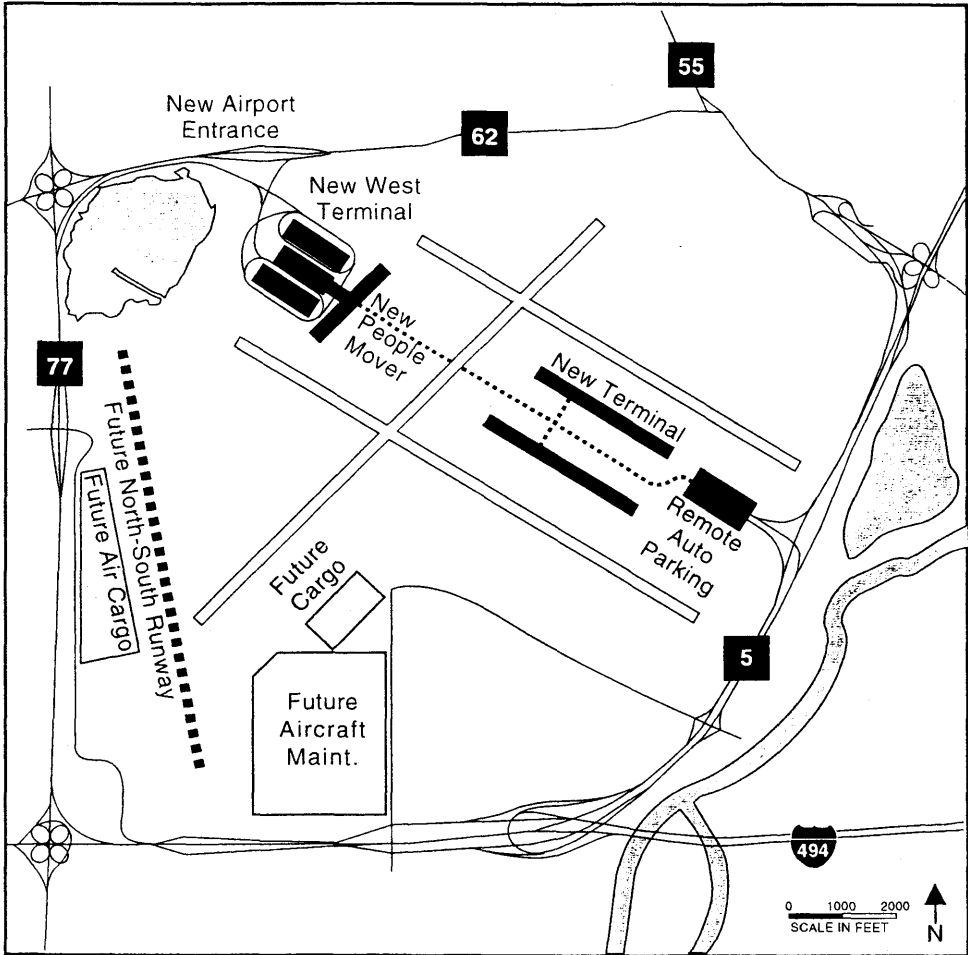 55
New Airport
Entrance
62
New West
Terminal
New
People
Mover
77
New Terminal
Future North-South Runway
Future Air Cargo
Remote
Auto
Parking
Future
Cargo
5
Future
Aircraft
Maint.
494
0 1000 2000
SCALE IN FEET
N